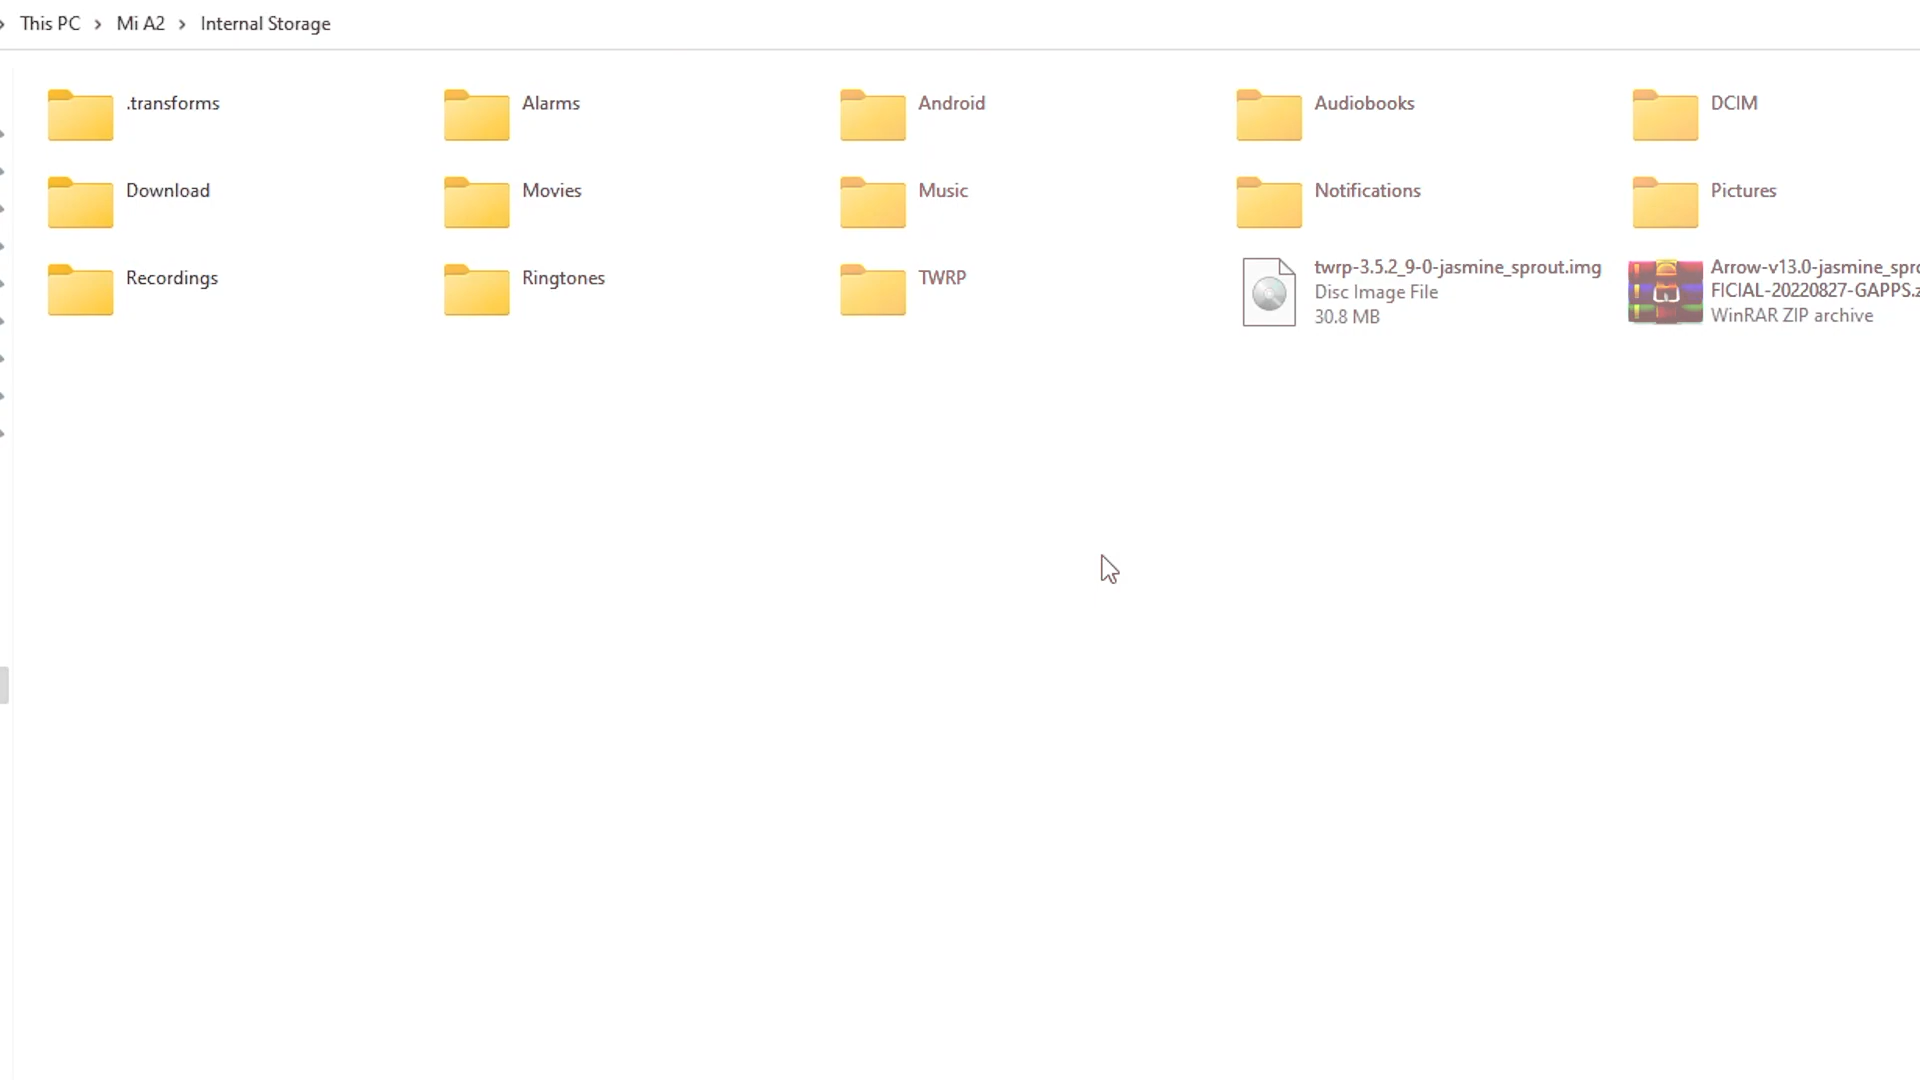 This PC > Mi A2 > Internal Storage
.transforms
Alarms
Android
Audiobooks
DCIM
Download
Movies
Music
Notifications
Pictures
Recordings
Ringtones
TWRP
twrp-3.5.2_9-0-jasmine_sprout.img
Disc Image File
30.8 MB
Arrow-v13.0-jasmine_spro
FICIAL-20220827-GAPPS.z
WinRAR ZIP archive